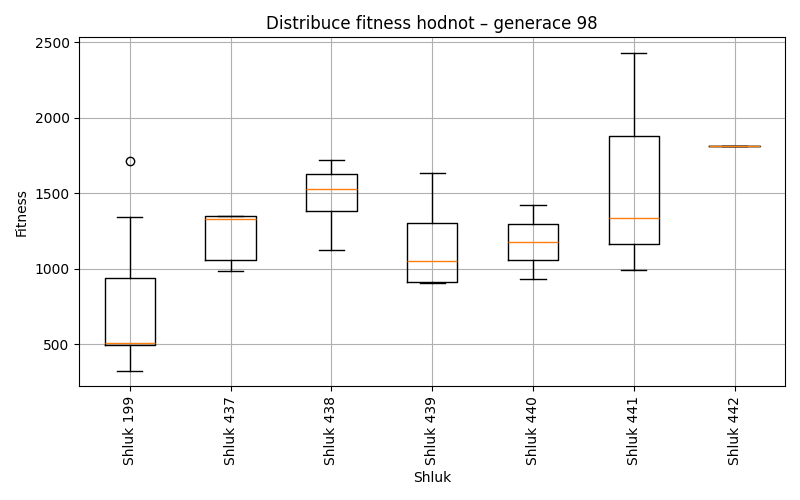 Distribuce fitness hodnot – generace 98
Fitness
2500
2000
1500
1000
500
Shluk 199
Shluk 437
Shluk 438
Shluk 439
Shluk 440
Shluk 441
Shluk 442
Shluk